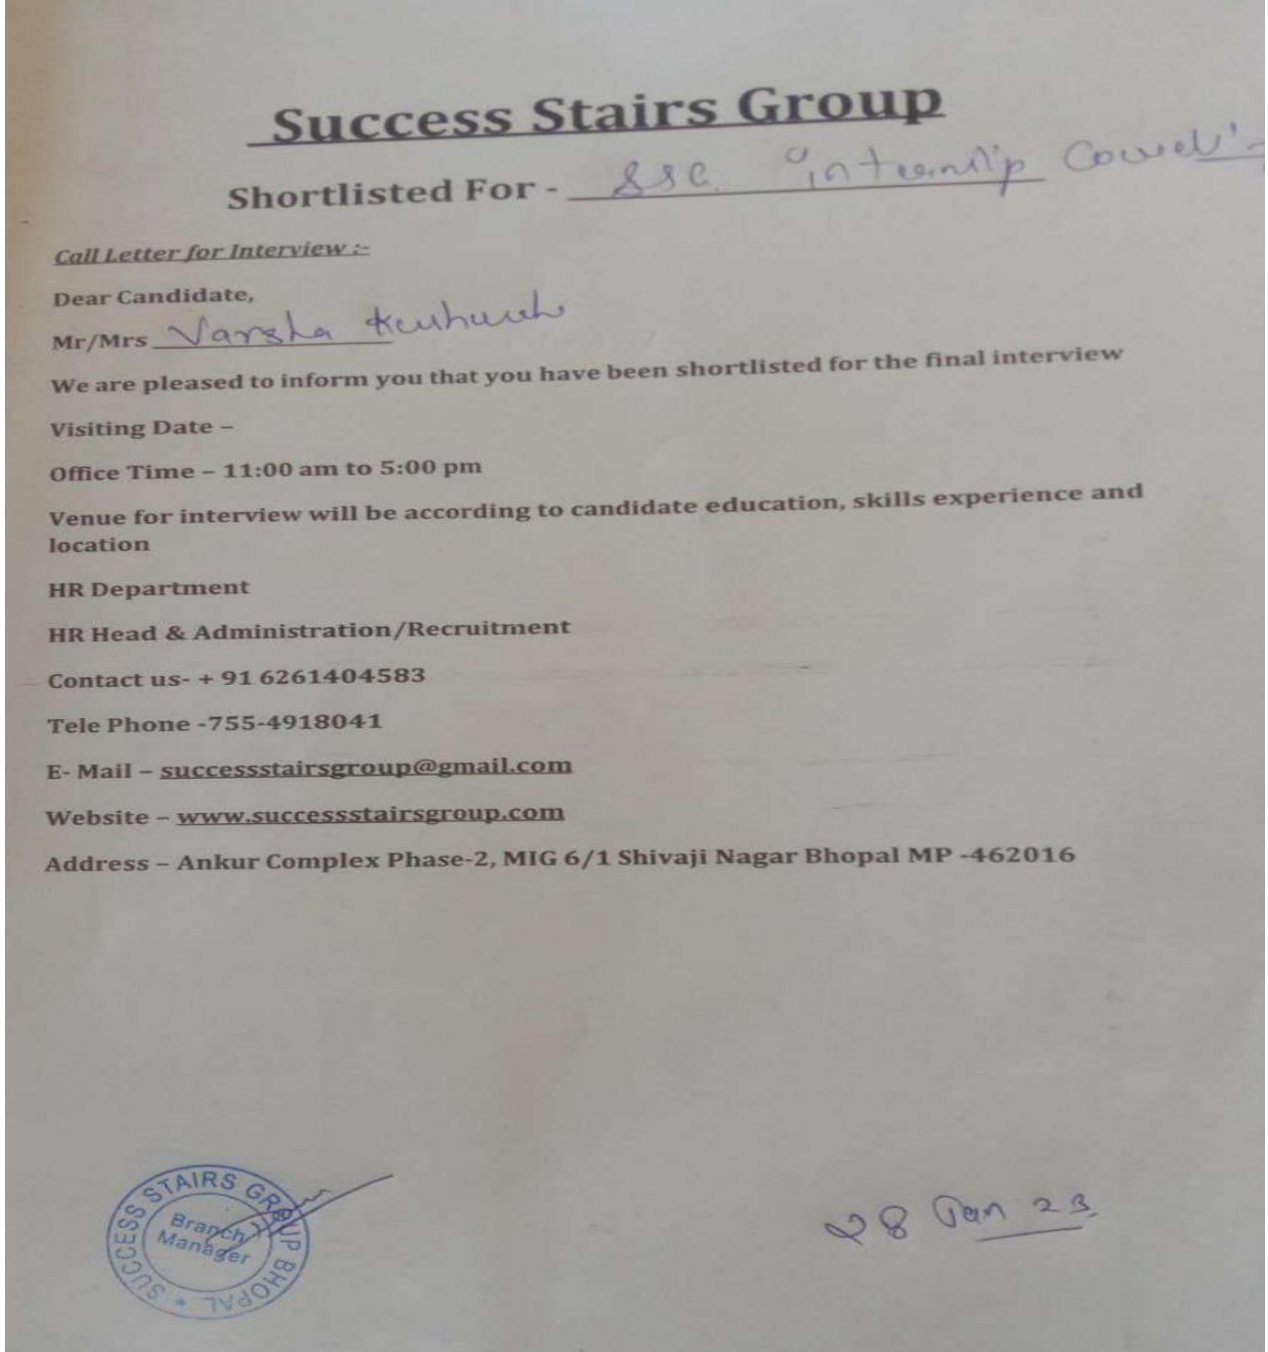 Success Stairs Group
Shortlisted For - SSC Internip
Call Letter for Interview :-
Dear Candidate,
Mr/Mrs Varsha
We are pleased to inform you that you have been shortlisted for the final interview
Visiting Date –
Office Time – 11:00 am to 5:00 pm
Venue for interview will be according to candidate education, skills experience and
location
HR Department
HR Head & Administration/Recruitment
Contact us- + 91 6261404583
Tele Phone -755-4918041
E- Mail – successstairsgroup@gmail.com
Website – www.successstairsgroup.com
Address – Ankur Complex Phase-2, MIG 6/1 Shivaji Nagar Bhopal MP -462016
SUCCESS STAIRS GROUP BHOPAL
Branch
Manager
28 Jan 23